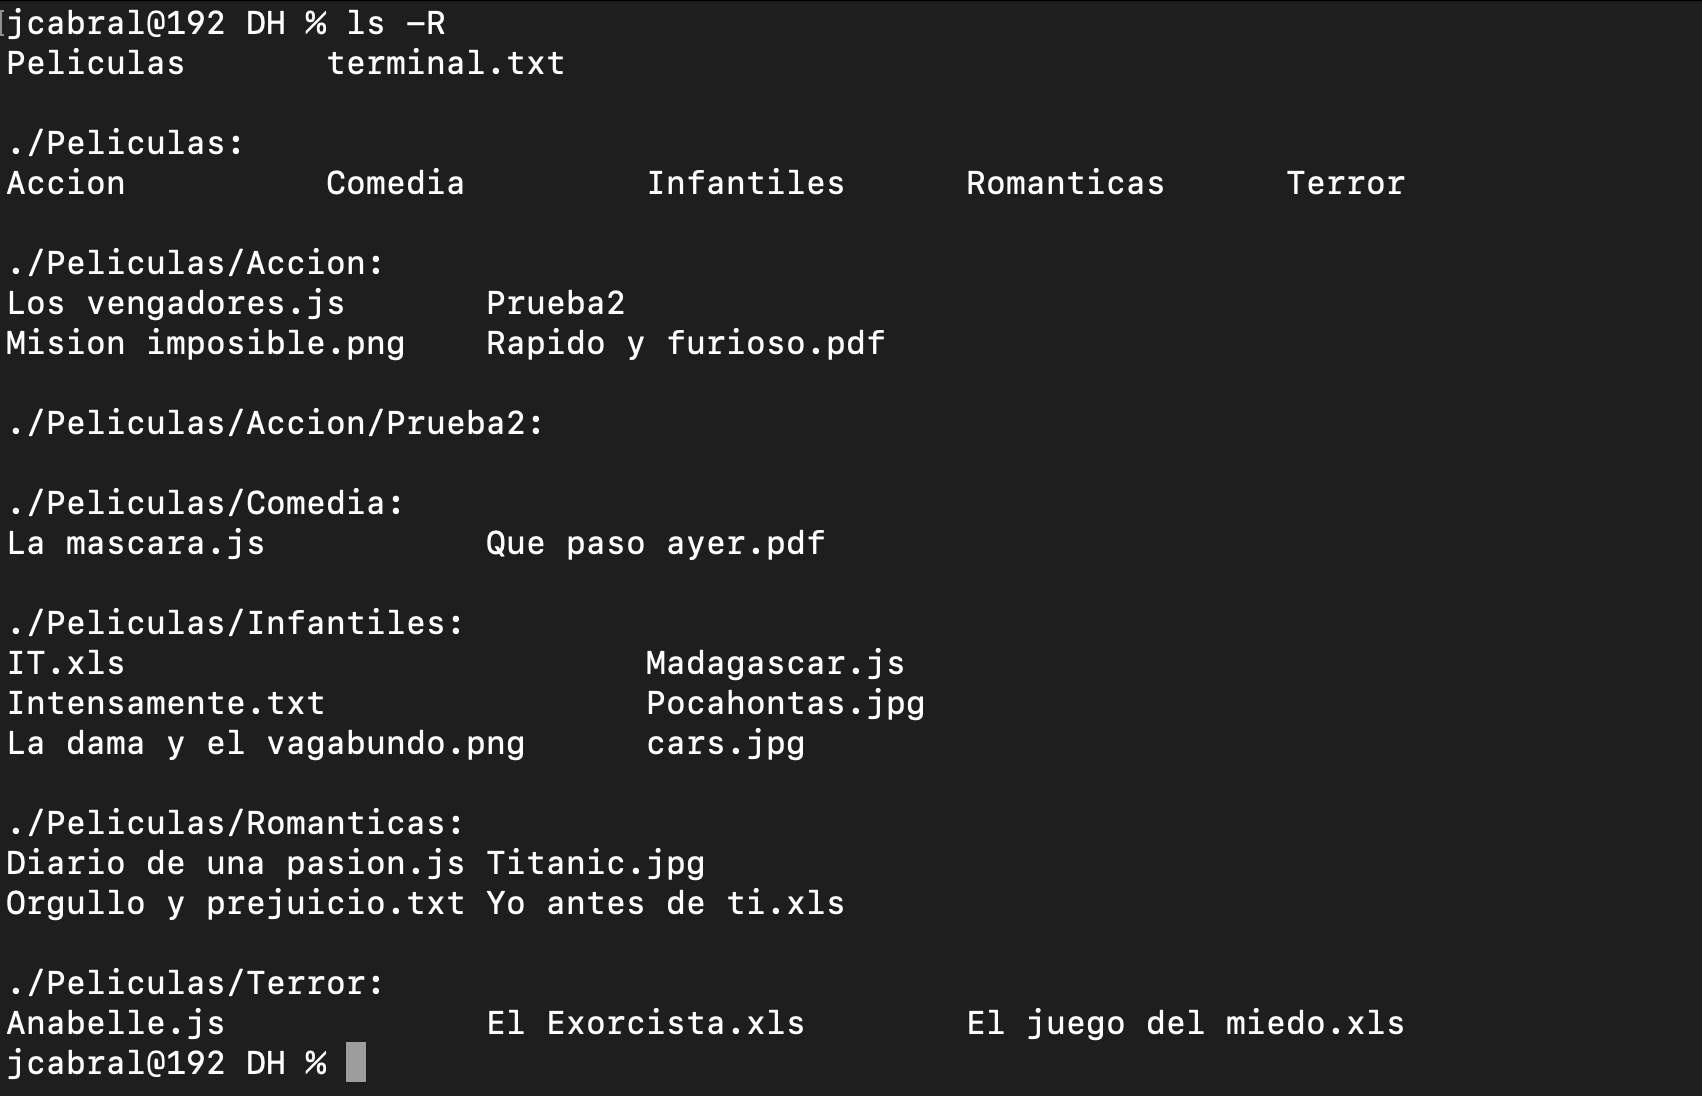 jcabral@192 DH % ls -R
Peliculas terminal.txt
./Peliculas:
Accion Comedia Infantiles Romanticas Terror
./Peliculas/Accion:
Los vengadores.js Prueba2
Mision imposible.png Rapido y furioso.pdf
./Peliculas/Accion/Prueba2:
./Peliculas/Comedia:
La mascara.js Que paso ayer.pdf
./Peliculas/Infantiles:
IT.xls Madagascar.js
Intensamente.txt Pocahontas.jpg
La dama y el vagabundo.png cars.jpg
./Peliculas/Romanticas:
Diario de una pasion.js Titanic.jpg
Orgullo y prejuicio.txt Yo antes de ti.xls
./Peliculas/Terror:
Anabelle.js El Exorcista.xls El juego del miedo.xls
jcabral@192 DH %